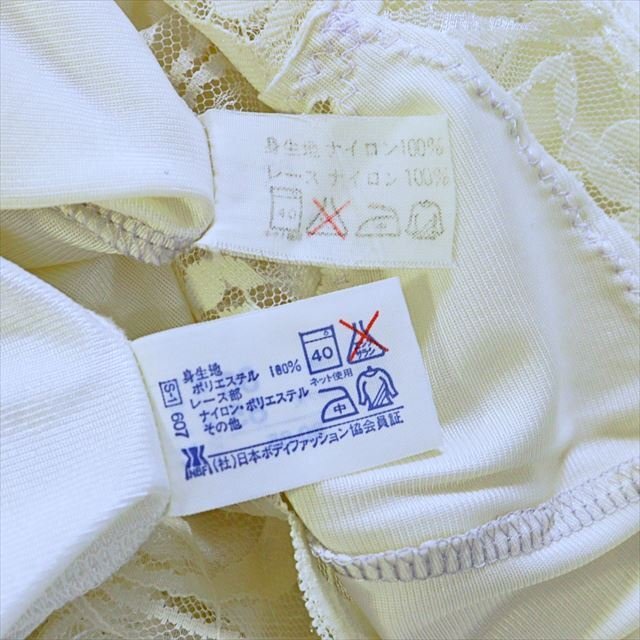 身生地 ナイロン100%
レース ナイロン 100%
40
身生地
ポリエステル 100%
レース部
ナイロン・ポリエステル
その他
40
ネット使用
中
S-1 607
(社)日本ボディファッション協会員証